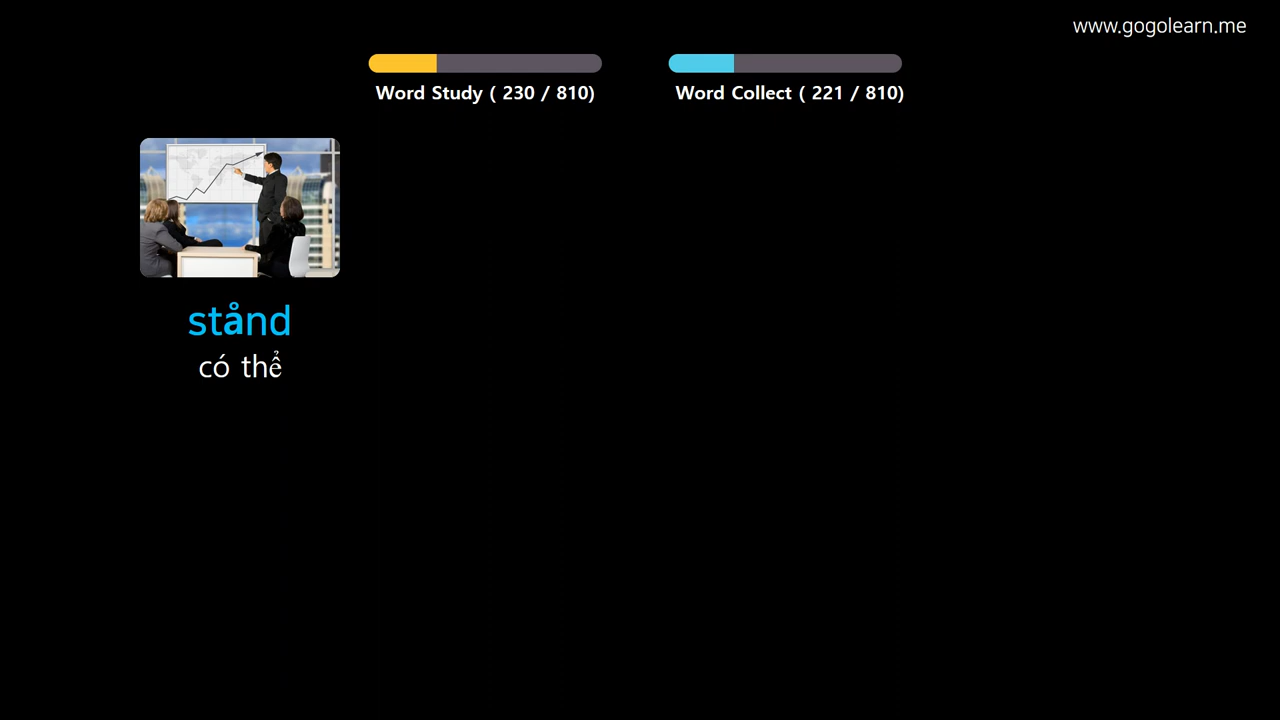 www.gogolearn.me
Word Study ( 230 / 810)
Word Collect ( 221 / 810)
stånd
có thể